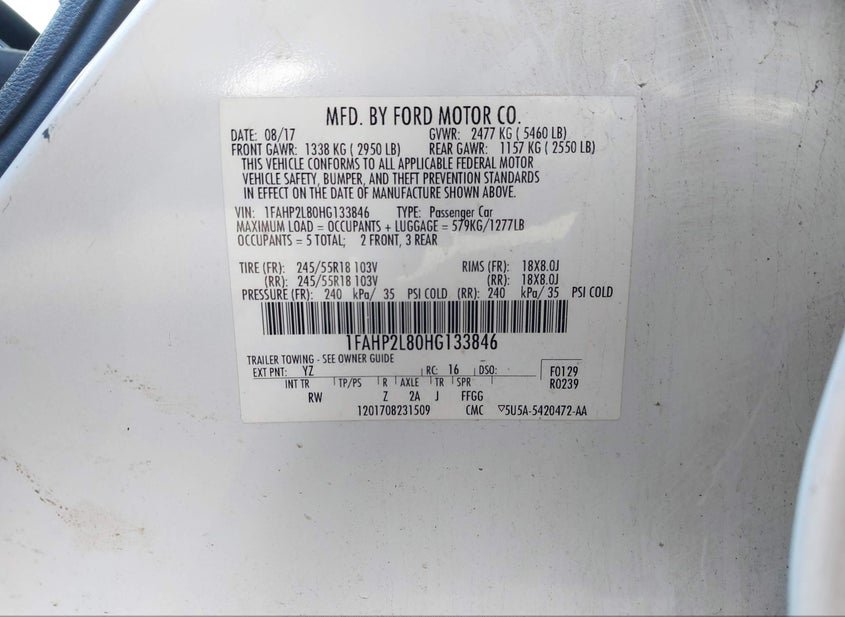 MFD. BY FORD MOTOR CO.
DATE: 08/17 GVWR: 2477 KG ( 5460 LB)
FRONT GAWR: 1338 KG ( 2950 LB) REAR GAWR: 1157 KG ( 2550 LB)
THIS VEHICLE CONFORMS TO ALL APPLICABLE FEDERAL MOTOR
VEHICLE SAFETY, BUMPER, AND THEFT PREVENTION STANDARDS
IN EFFECT ON THE DATE OF MANUFACTURE SHOWN ABOVE.
VIN: 1FAHP2L80HG133846 TYPE: Passenger Car
MAXIMUM LOAD = OCCUPANTS + LUGGAGE = 579KG/1277LB
OCCUPANTS = 5 TOTAL; 2 FRONT, 3 REAR
TIRE (FR): 245/55R18 103V RIMS (FR): 18X8.0J
(RR): 245/55R18 103V (RR): 18X8.0J
PRESSURE (FR): 240 kPa/ 35 PSI COLD (RR): 240 kPa/ 35 PSI COLD
1FAHP2L80HG133846
TRAILER TOWING - SEE OWNER GUIDE
EXT PNT: YZ RC: 16 DSO: F0129
INT TR TP/PS R AXLE TR SPR R0239
RW Z 2A J FFGG
1201708231509 CMC ▽5U5A-5420472-AA